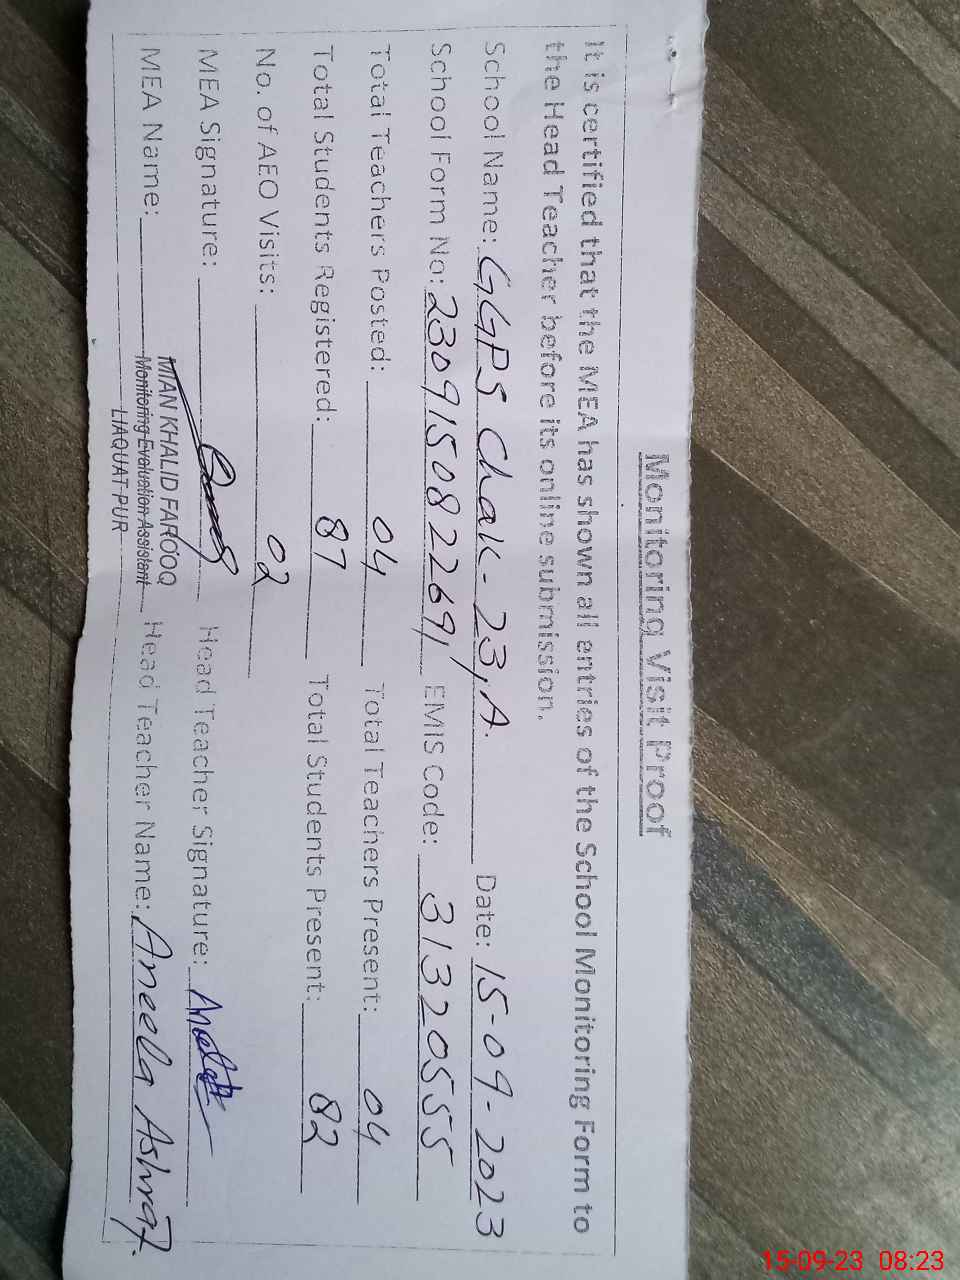 Monitoring Visit Proof
It is certified that the MEA has shown all entries of the School Monitoring Form to
the Head Teacher before its online submission.
School Name: GGPS Chak-23,A. Date: 15-09-2023
School Form No: 2309150822691 EMIS Code: 31320555
Total Teachers Posted: 04 Total Teachers Present: 04
Total Students Registered: 87 Total Students Present: 82
No. of AEO Visits: 02
MEA Signature: Head Teacher Signature:
MEA Name: MIAN KHALID FAROOQ Head Teacher Name: Aneela Ashraf.
Monitoring Evaluation Assistant
LIAQUAT PUR
15-09-23 08:23